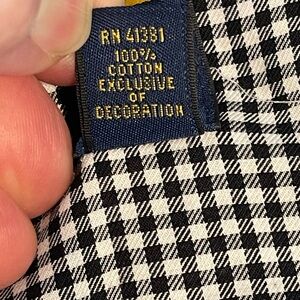 RN 41381
100%
COTTON
EXCLUSIVE
OF
DECORATION